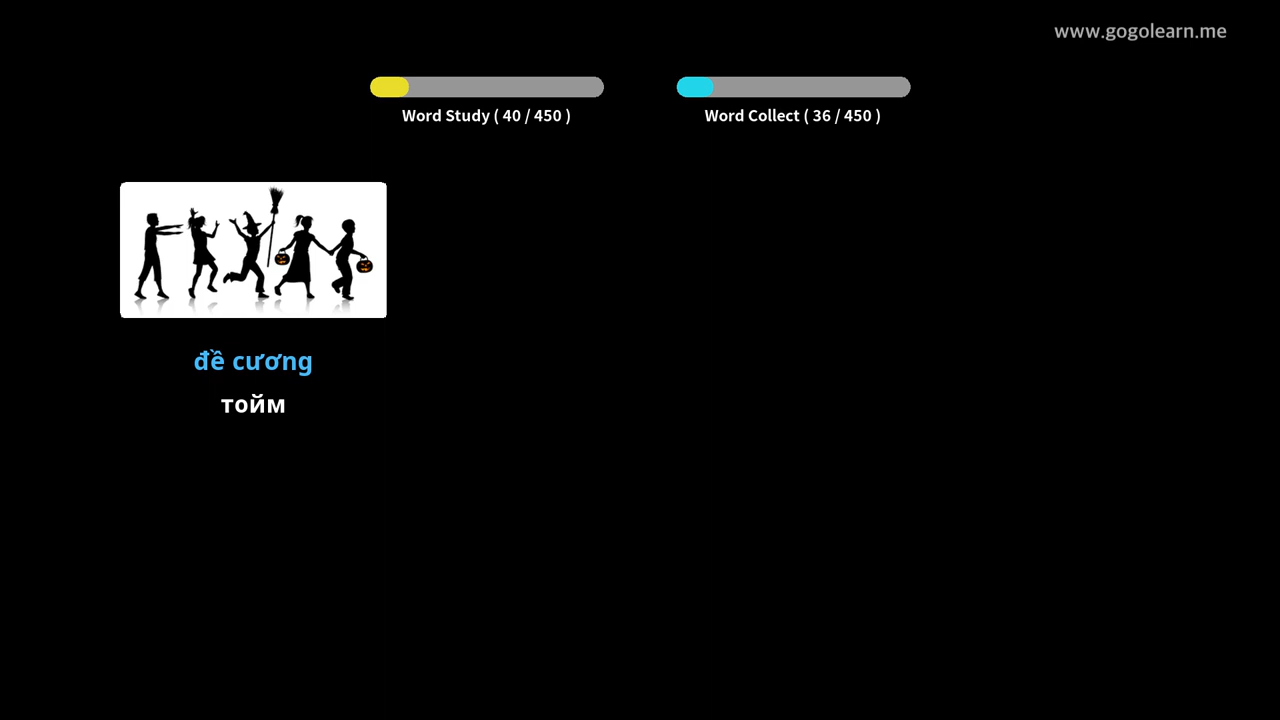 www.gogolearn.me
Word Study ( 40 / 450 )
Word Collect ( 36 / 450 )
đề cương
тойм